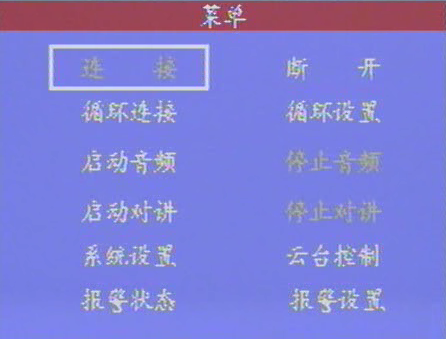 菜单
连 接 断 开
循环连接 循环设置
启动音频 停止音频
启动对讲 停止对讲
系统设置 云台控制
报警状态 报警设置